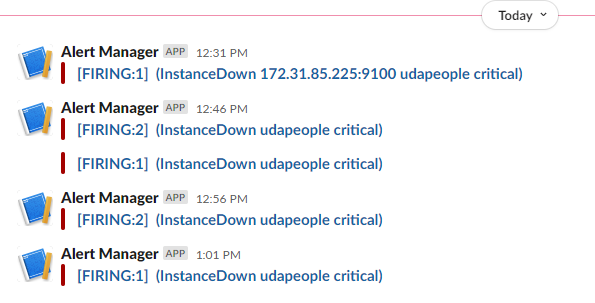 Today
Alert Manager APP 12:31 PM
[FIRING:1] (InstanceDown 172.31.85.225:9100 udapeople critical)
Alert Manager APP 12:46 PM
[FIRING:2] (InstanceDown udapeople critical)
[FIRING:1] (InstanceDown udapeople critical)
Alert Manager APP 12:56 PM
[FIRING:2] (InstanceDown udapeople critical)
Alert Manager APP 1:01 PM
[FIRING:1] (InstanceDown udapeople critical)